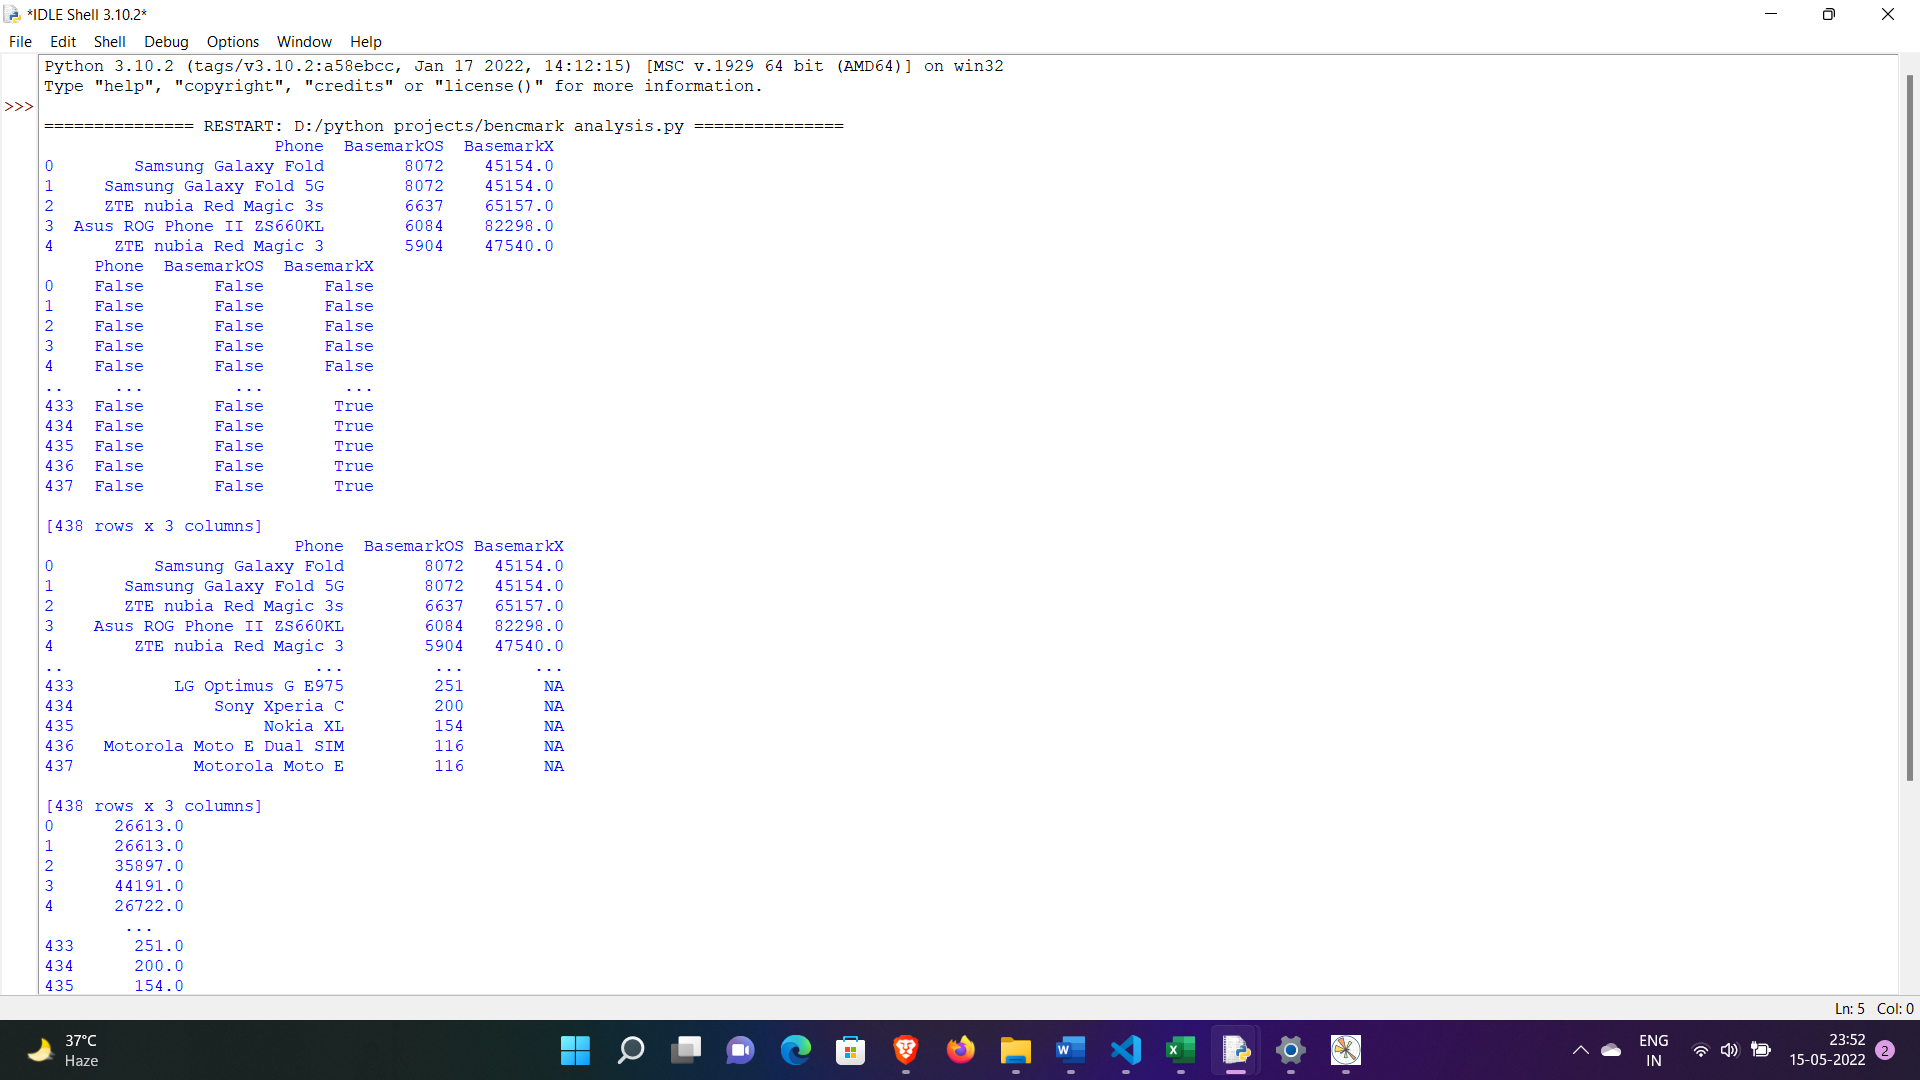 *IDLE Shell 3.10.2*
File Edit Shell Debug Options Window Help
Python 3.10.2 (tags/v3.10.2:a58ebcc, Jan 17 2022, 14:12:15) [MSC v.1929 64 bit (AMD64)] on win32
Type "help", "copyright", "credits" or "license()" for more information.
>>>
=============== RESTART: D:/python projects/bencmark analysis.py ===============
Phone BasemarkOS BasemarkX
0 Samsung Galaxy Fold 8072 45154.0
1 Samsung Galaxy Fold 5G 8072 45154.0
2 ZTE nubia Red Magic 3s 6637 65157.0
3 Asus ROG Phone II ZS660KL 6084 82298.0
4 ZTE nubia Red Magic 3 5904 47540.0
Phone BasemarkOS BasemarkX
0 False False False
1 False False False
2 False False False
3 False False False
4 False False False
.. ... ... ...
433 False False True
434 False False True
435 False False True
436 False False True
437 False False True
[438 rows x 3 columns]
Phone BasemarkOS BasemarkX
0 Samsung Galaxy Fold 8072 45154.0
1 Samsung Galaxy Fold 5G 8072 45154.0
2 ZTE nubia Red Magic 3s 6637 65157.0
3 Asus ROG Phone II ZS660KL 6084 82298.0
4 ZTE nubia Red Magic 3 5904 47540.0
.. ... ... ...
433 LG Optimus G E975 251 NA
434 Sony Xperia C 200 NA
435 Nokia XL 154 NA
436 Motorola Moto E Dual SIM 116 NA
437 Motorola Moto E 116 NA
[438 rows x 3 columns]
0 26613.0
1 26613.0
2 35897.0
3 44191.0
4 26722.0
...
433 251.0
434 200.0
435 154.0
Ln: 5 Col: 0
37°C
Haze
ENG
IN
23:52
15-05-2022
2